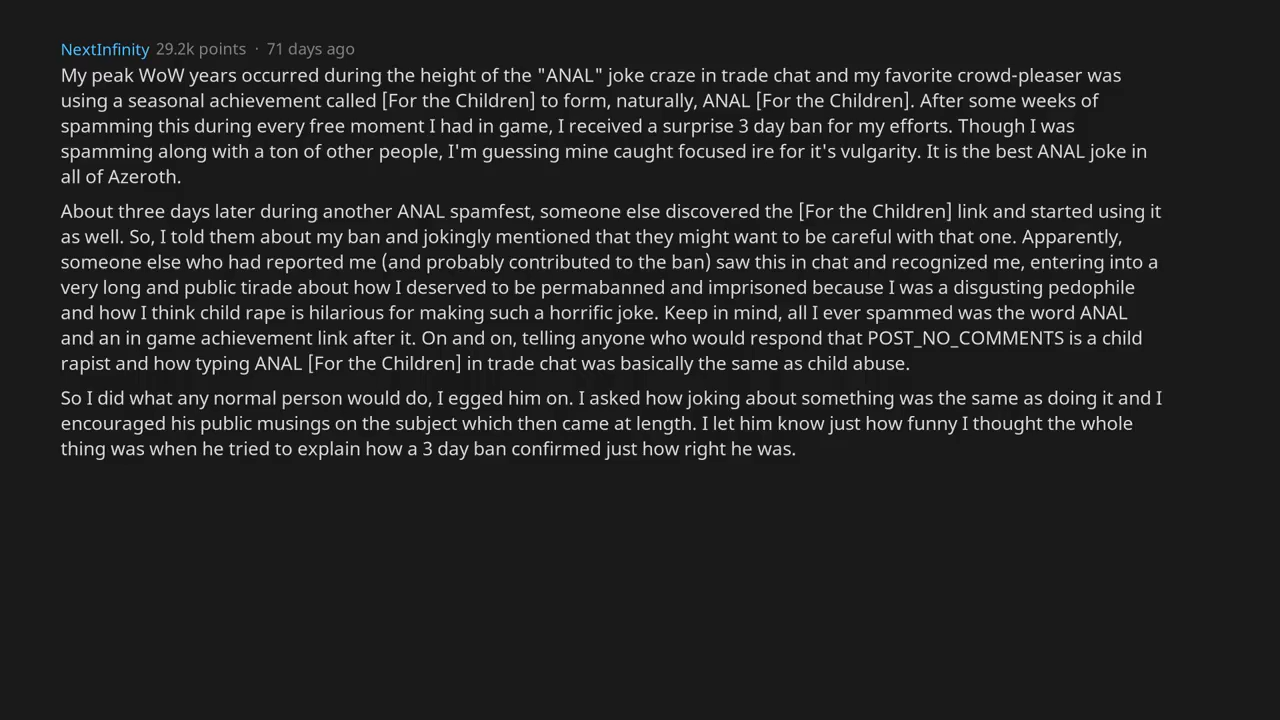 NextInfinity 29.2k points · 71 days ago
My peak WoW years occurred during the height of the "ANAL" joke craze in trade chat and my favorite crowd-pleaser was
using a seasonal achievement called [For the Children] to form, naturally, ANAL [For the Children]. After some weeks of
spamming this during every free moment I had in game, I received a surprise 3 day ban for my efforts. Though I was
spamming along with a ton of other people, I'm guessing mine caught focused ire for it's vulgarity. It is the best ANAL joke in
all of Azeroth.
About three days later during another ANAL spamfest, someone else discovered the [For the Children] link and started using it
as well. So, I told them about my ban and jokingly mentioned that they might want to be careful with that one. Apparently,
someone else who had reported me (and probably contributed to the ban) saw this in chat and recognized me, entering into a
very long and public tirade about how I deserved to be permabanned and imprisoned because I was a disgusting pedophile
and how I think child rape is hilarious for making such a horrific joke. Keep in mind, all I ever spammed was the word ANAL
and an in game achievement link after it. On and on, telling anyone who would respond that POST_NO_COMMENTS is a child
rapist and how typing ANAL [For the Children] in trade chat was basically the same as child abuse.
So I did what any normal person would do, I egged him on. I asked how joking about something was the same as doing it and I
encouraged his public musings on the subject which then came at length. I let him know just how funny I thought the whole
thing was when he tried to explain how a 3 day ban confirmed just how right he was.